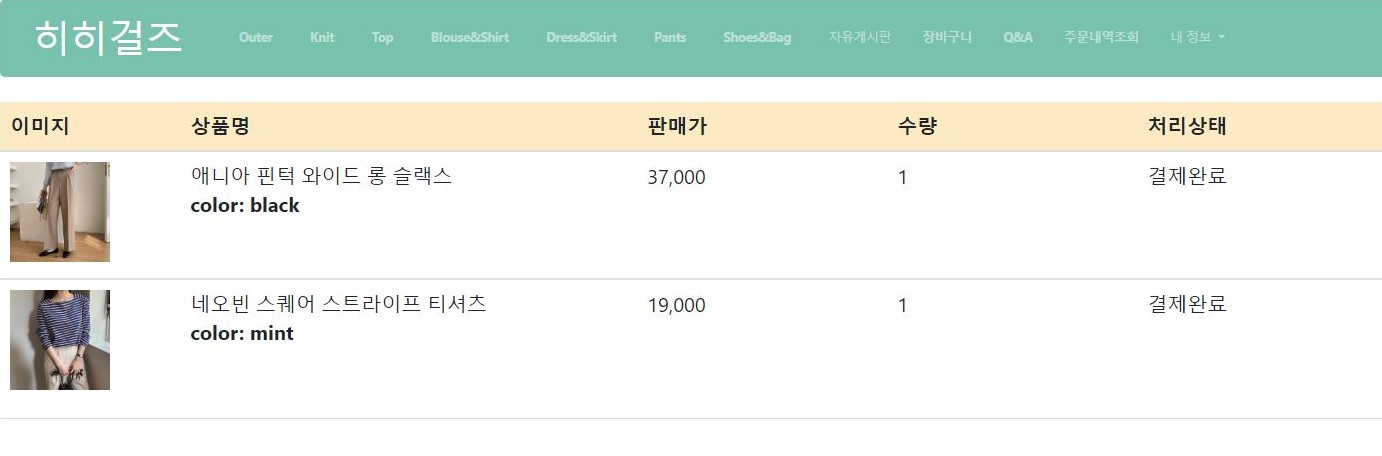 히히걸즈 Outer Knit Top Blouse&Shirt Dress&Skirt Pants Shoes&Bag 자유게시판 장바구니 Q&A 주문내역조회 내 정보
이미지 상품명 판매가 수량 처리상태
애니아 핀턱 와이드 롱 슬랙스 37,000 1 결제완료
color: black
네오빈 스퀘어 스트라이프 티셔츠 19,000 1 결제완료
color: mint